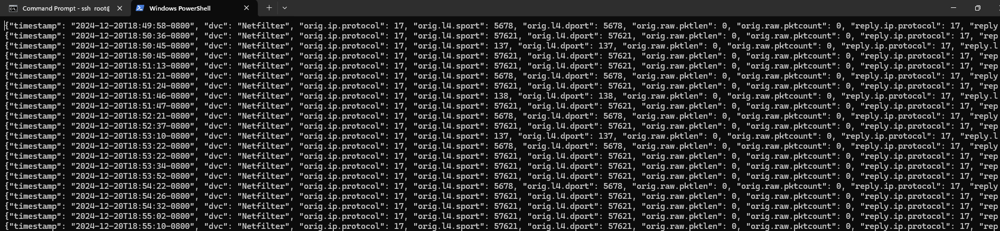 Command Prompt - ssh root@
Windows PowerShell
{"timestamp": "2024-12-20T18:49:58-0800", "dvc": "Netfilter", "orig.ip.protocol": 17, "orig.l4.sport": 5678, "orig.l4.dport": 5678, "orig.raw.pktlen": 0, "orig.raw.pktcount": 0, "reply.ip.protocol": 17, "reply
{"timestamp": "2024-12-20T18:50:36-0800", "dvc": "Netfilter", "orig.ip.protocol": 17, "orig.l4.sport": 57621, "orig.l4.dport": 57621, "orig.raw.pktlen": 0, "orig.raw.pktcount": 0, "reply.ip.protocol": 17, "rep
{"timestamp": "2024-12-20T18:50:45-0800", "dvc": "Netfilter", "orig.ip.protocol": 17, "orig.l4.sport": 137, "orig.l4.dport": 137, "orig.raw.pktlen": 0, "orig.raw.pktcount": 0, "reply.ip.protocol": 17, "reply.l
{"timestamp": "2024-12-20T18:50:45-0800", "dvc": "Netfilter", "orig.ip.protocol": 17, "orig.l4.sport": 57621, "orig.l4.dport": 57621, "orig.raw.pktlen": 0, "orig.raw.pktcount": 0, "reply.ip.protocol": 17, "rep
{"timestamp": "2024-12-20T18:51:13-0800", "dvc": "Netfilter", "orig.ip.protocol": 17, "orig.l4.sport": 57621, "orig.l4.dport": 57621, "orig.raw.pktlen": 0, "orig.raw.pktcount": 0, "reply.ip.protocol": 17, "rep
{"timestamp": "2024-12-20T18:51:21-0800", "dvc": "Netfilter", "orig.ip.protocol": 17, "orig.l4.sport": 5678, "orig.l4.dport": 5678, "orig.raw.pktlen": 0, "orig.raw.pktcount": 0, "reply.ip.protocol": 17, "reply
{"timestamp": "2024-12-20T18:51:24-0800", "dvc": "Netfilter", "orig.ip.protocol": 17, "orig.l4.sport": 57621, "orig.l4.dport": 57621, "orig.raw.pktlen": 0, "orig.raw.pktcount": 0, "reply.ip.protocol": 17, "rep
{"timestamp": "2024-12-20T18:51:46-0800", "dvc": "Netfilter", "orig.ip.protocol": 17, "orig.l4.sport": 138, "orig.l4.dport": 138, "orig.raw.pktlen": 0, "orig.raw.pktcount": 0, "reply.ip.protocol": 17, "reply.l
{"timestamp": "2024-12-20T18:51:47-0800", "dvc": "Netfilter", "orig.ip.protocol": 17, "orig.l4.sport": 57621, "orig.l4.dport": 57621, "orig.raw.pktlen": 0, "orig.raw.pktcount": 0, "reply.ip.protocol": 17, "rep
{"timestamp": "2024-12-20T18:52:21-0800", "dvc": "Netfilter", "orig.ip.protocol": 17, "orig.l4.sport": 5678, "orig.l4.dport": 5678, "orig.raw.pktlen": 0, "orig.raw.pktcount": 0, "reply.ip.protocol": 17, "reply
{"timestamp": "2024-12-20T18:52:37-0800", "dvc": "Netfilter", "orig.ip.protocol": 17, "orig.l4.sport": 57621, "orig.l4.dport": 57621, "orig.raw.pktlen": 0, "orig.raw.pktcount": 0, "reply.ip.protocol": 17, "rep
{"timestamp": "2024-12-20T18:53:10-0800", "dvc": "Netfilter", "orig.ip.protocol": 17, "orig.l4.sport": 137, "orig.l4.dport": 137, "orig.raw.pktlen": 0, "orig.raw.pktcount": 0, "reply.ip.protocol": 17, "reply.l
{"timestamp": "2024-12-20T18:53:22-0800", "dvc": "Netfilter", "orig.ip.protocol": 17, "orig.l4.sport": 5678, "orig.l4.dport": 5678, "orig.raw.pktlen": 0, "orig.raw.pktcount": 0, "reply.ip.protocol": 17, "reply
{"timestamp": "2024-12-20T18:53:22-0800", "dvc": "Netfilter", "orig.ip.protocol": 17, "orig.l4.sport": 57621, "orig.l4.dport": 57621, "orig.raw.pktlen": 0, "orig.raw.pktcount": 0, "reply.ip.protocol": 17, "rep
{"timestamp": "2024-12-20T18:53:34-0800", "dvc": "Netfilter", "orig.ip.protocol": 17, "orig.l4.sport": 57621, "orig.l4.dport": 57621, "orig.raw.pktlen": 0, "orig.raw.pktcount": 0, "reply.ip.protocol": 17, "rep
{"timestamp": "2024-12-20T18:53:52-0800", "dvc": "Netfilter", "orig.ip.protocol": 17, "orig.l4.sport": 57621, "orig.l4.dport": 57621, "orig.raw.pktlen": 0, "orig.raw.pktcount": 0, "reply.ip.protocol": 17, "rep
{"timestamp": "2024-12-20T18:54:22-0800", "dvc": "Netfilter", "orig.ip.protocol": 17, "orig.l4.sport": 5678, "orig.l4.dport": 5678, "orig.raw.pktlen": 0, "orig.raw.pktcount": 0, "reply.ip.protocol": 17, "reply
{"timestamp": "2024-12-20T18:54:26-0800", "dvc": "Netfilter", "orig.ip.protocol": 17, "orig.l4.sport": 57621, "orig.l4.dport": 57621, "orig.raw.pktlen": 0, "orig.raw.pktcount": 0, "reply.ip.protocol": 17, "rep
{"timestamp": "2024-12-20T18:54:32-0800", "dvc": "Netfilter", "orig.ip.protocol": 17, "orig.l4.sport": 57621, "orig.l4.dport": 57621, "orig.raw.pktlen": 0, "orig.raw.pktcount": 0, "reply.ip.protocol": 17, "rep
{"timestamp": "2024-12-20T18:55:02-0800", "dvc": "Netfilter", "orig.ip.protocol": 17, "orig.l4.sport": 57621, "orig.l4.dport": 57621, "orig.raw.pktlen": 0, "orig.raw.pktcount": 0, "reply.ip.protocol": 17, "rep
{"timestamp": "2024-12-20T18:55:10-0800", "dvc": "Netfilter", "orig.ip.protocol": 17, "orig.l4.sport": 57621, "orig.l4.dport": 57621, "orig.raw.pktlen": 0, "orig.raw.pktcount": 0, "reply.ip.protocol": 17, "rep